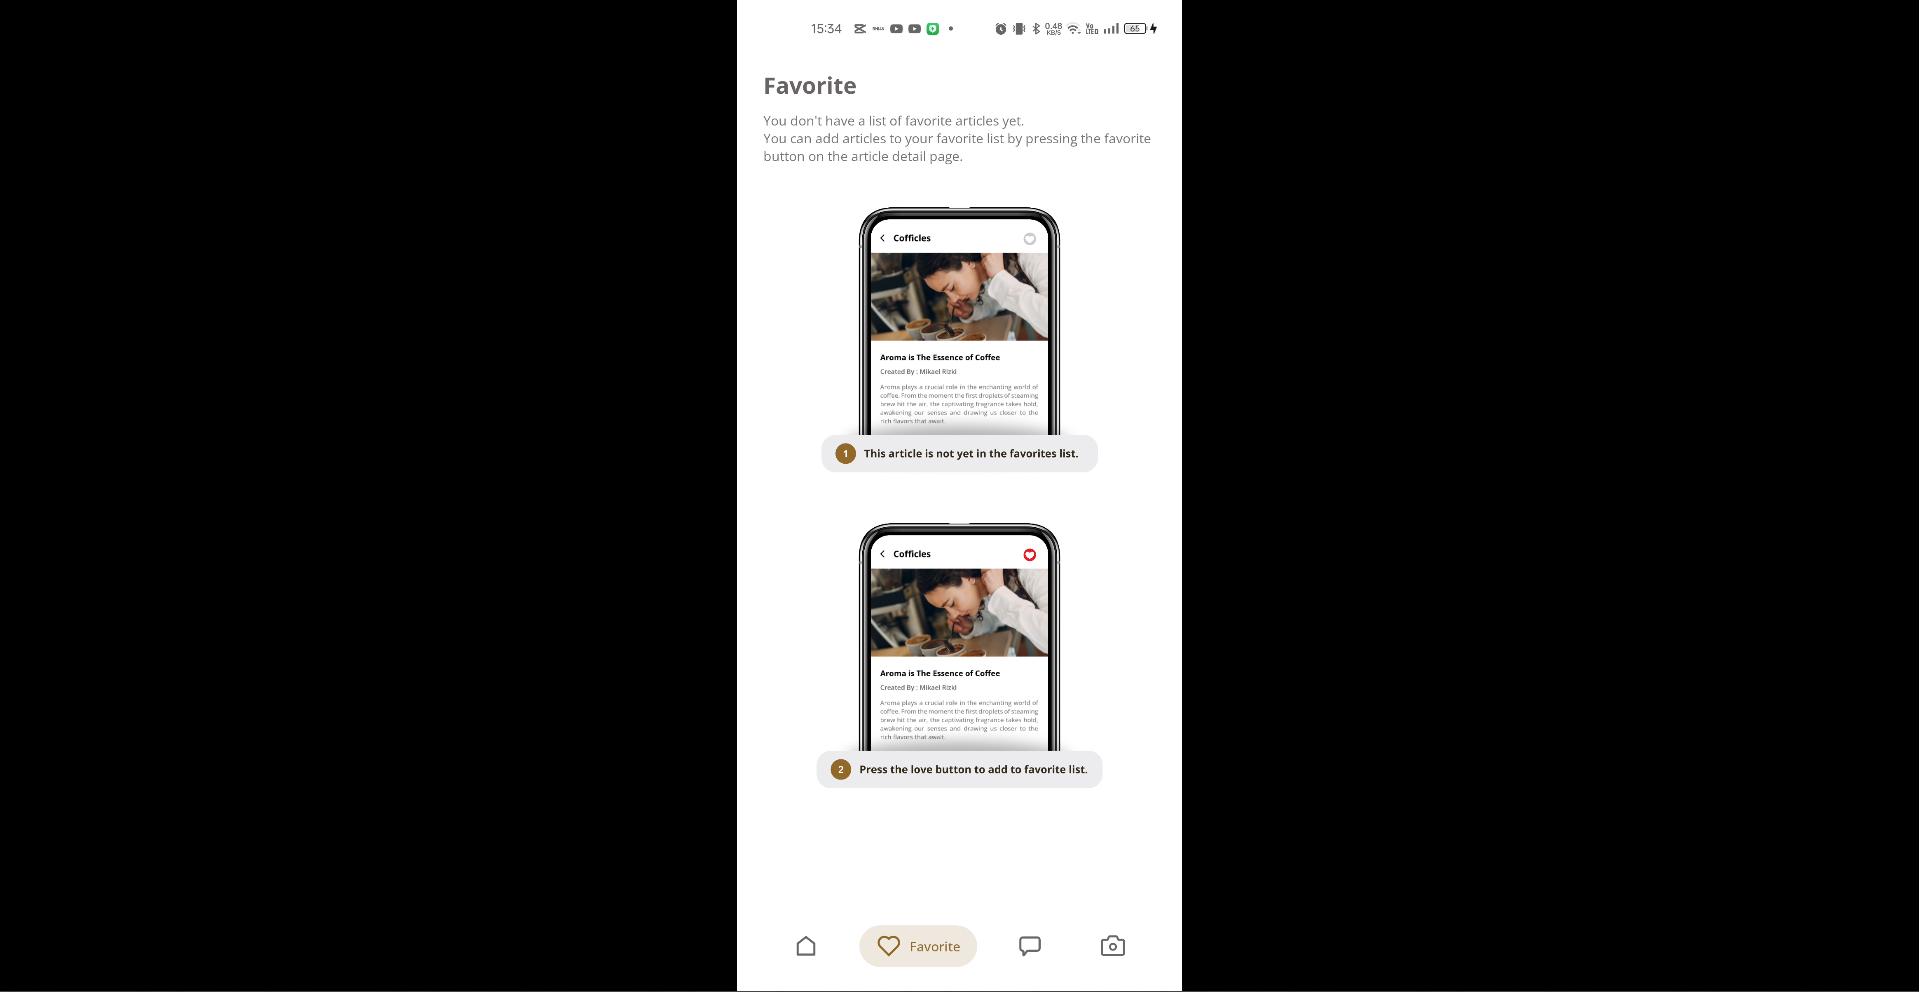 15:34
0.48
KB/S
Vo
LTE
65
Favorite
You don't have a list of favorite articles yet.
You can add articles to your favorite list by pressing the favorite
button on the article detail page.
Cofficles
Aroma is The Essence of Coffee
Created By : Mikael Rizki
Aroma plays a crucial role in the enchanting world of
coffee. From the moment the first droplets of steaming
brew hit the air, the captivating fragrance takes hold,
awakening our senses and drawing us closer to the
rich flavors that await.
1 This article is not yet in the favorites list.
Cofficles
Aroma is The Essence of Coffee
Created By : Mikael Rizki
Aroma plays a crucial role in the enchanting world of
coffee. From the moment the first droplets of steaming
brew hit the air, the captivating fragrance takes hold,
awakening our senses and drawing us closer to the
rich flavors that await.
2 Press the love button to add to favorite list.
Favorite